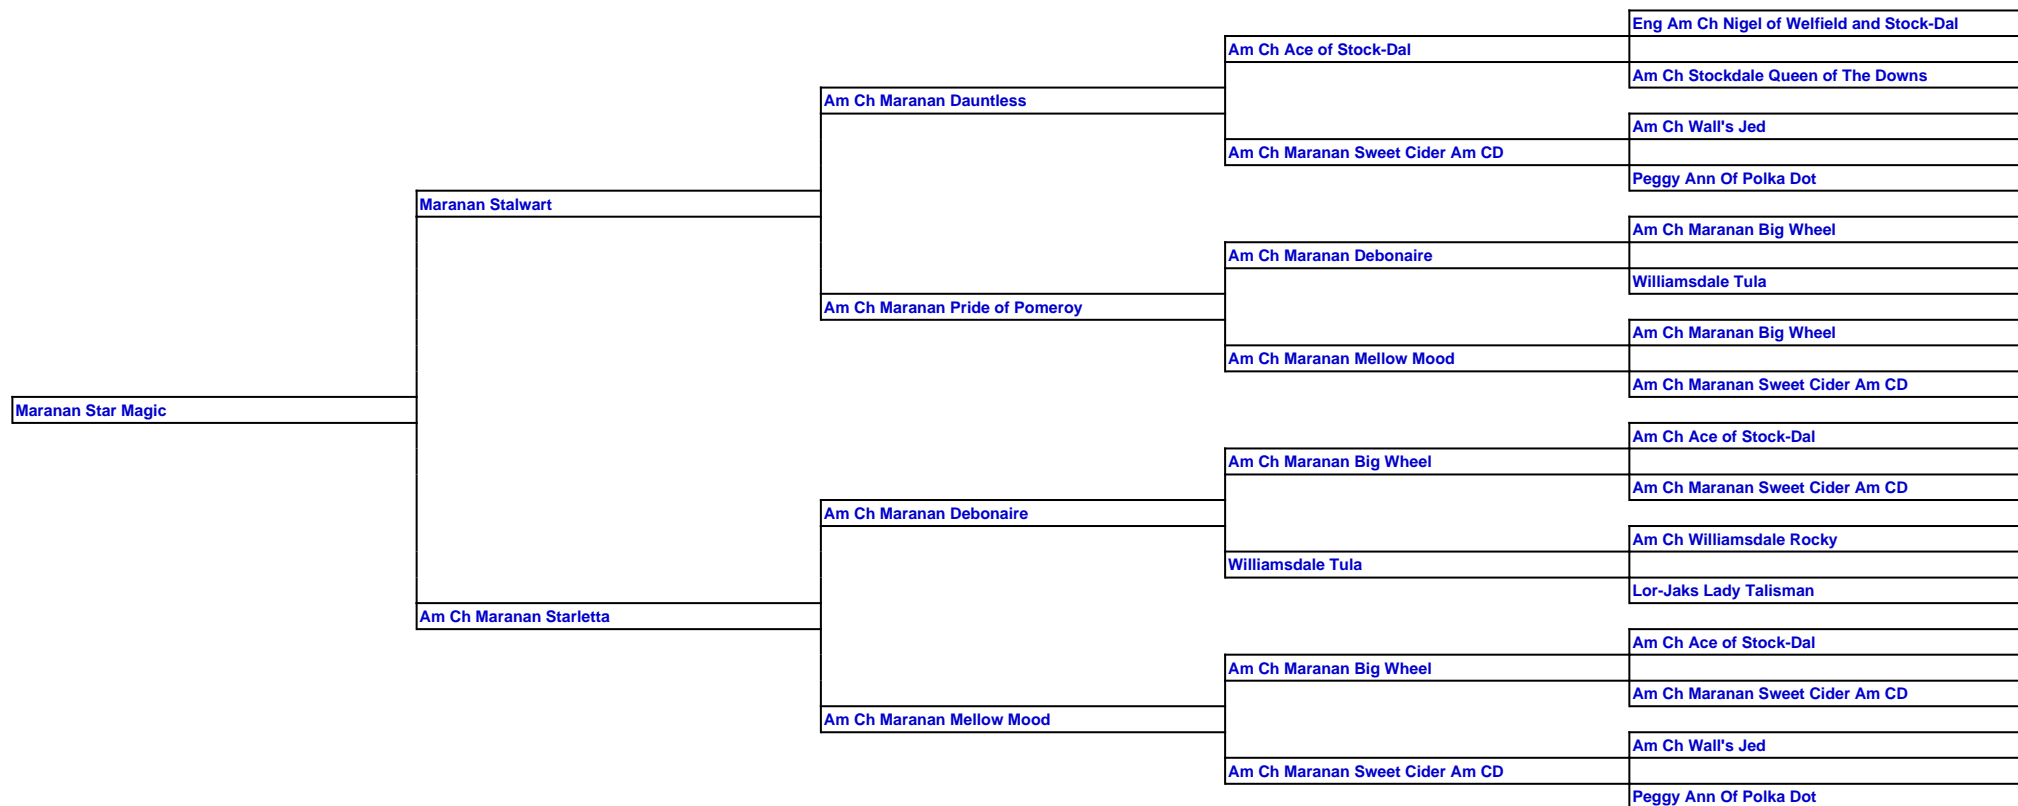 Eng Am Ch Nigel of Welfield and Stock-Dal
Am Ch Ace of Stock-Dal
Am Ch Stockdale Queen of The Downs
Am Ch Maranan Dauntless
Am Ch Wall's Jed
Am Ch Maranan Sweet Cider Am CD
Peggy Ann Of Polka Dot
Maranan Stalwart
Am Ch Maranan Big Wheel
Am Ch Maranan Debonaire
Williamsdale Tula
Am Ch Maranan Pride of Pomeroy
Am Ch Maranan Big Wheel
Am Ch Maranan Mellow Mood
Am Ch Maranan Sweet Cider Am CD
Maranan Star Magic
Am Ch Ace of Stock-Dal
Am Ch Maranan Big Wheel
Am Ch Maranan Sweet Cider Am CD
Am Ch Maranan Debonaire
Am Ch Williamsdale Rocky
Williamsdale Tula
Lor-Jaks Lady Talisman
Am Ch Maranan Starletta
Am Ch Ace of Stock-Dal
Am Ch Maranan Big Wheel
Am Ch Maranan Sweet Cider Am CD
Am Ch Maranan Mellow Mood
Am Ch Wall's Jed
Am Ch Maranan Sweet Cider Am CD
Peggy Ann Of Polka Dot